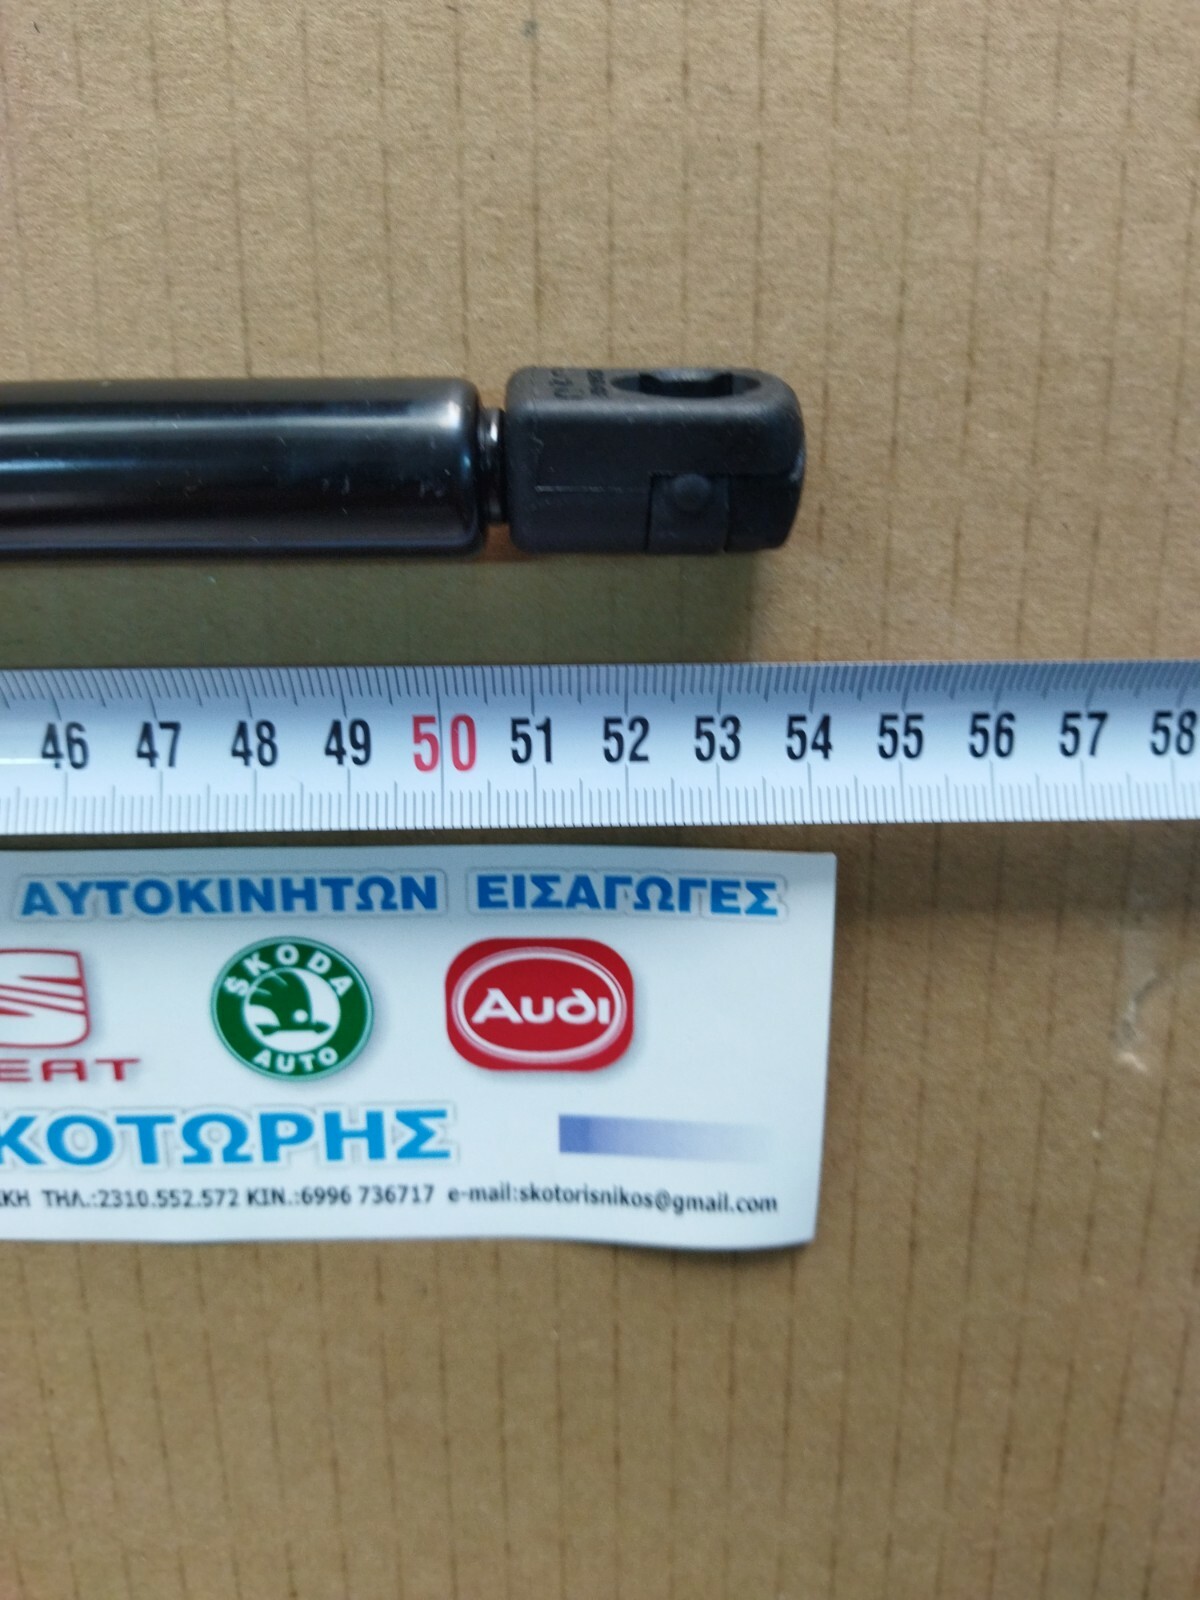 46 47 48 49 50 51 52 53 54 55 56 57 58
ΑΥΤΟΚΙΝΗΤΩΝ ΕΙΣΑΓΩΓΕΣ
SKODA
AUTO
Audi
EAT
ΚΟΤΩΡΗΣ
ΙΚΗ ΤΗΛ.:2310.552.572 ΚΙΝ.:6996 736717 e-mail:skotorisnikos@gmail.com